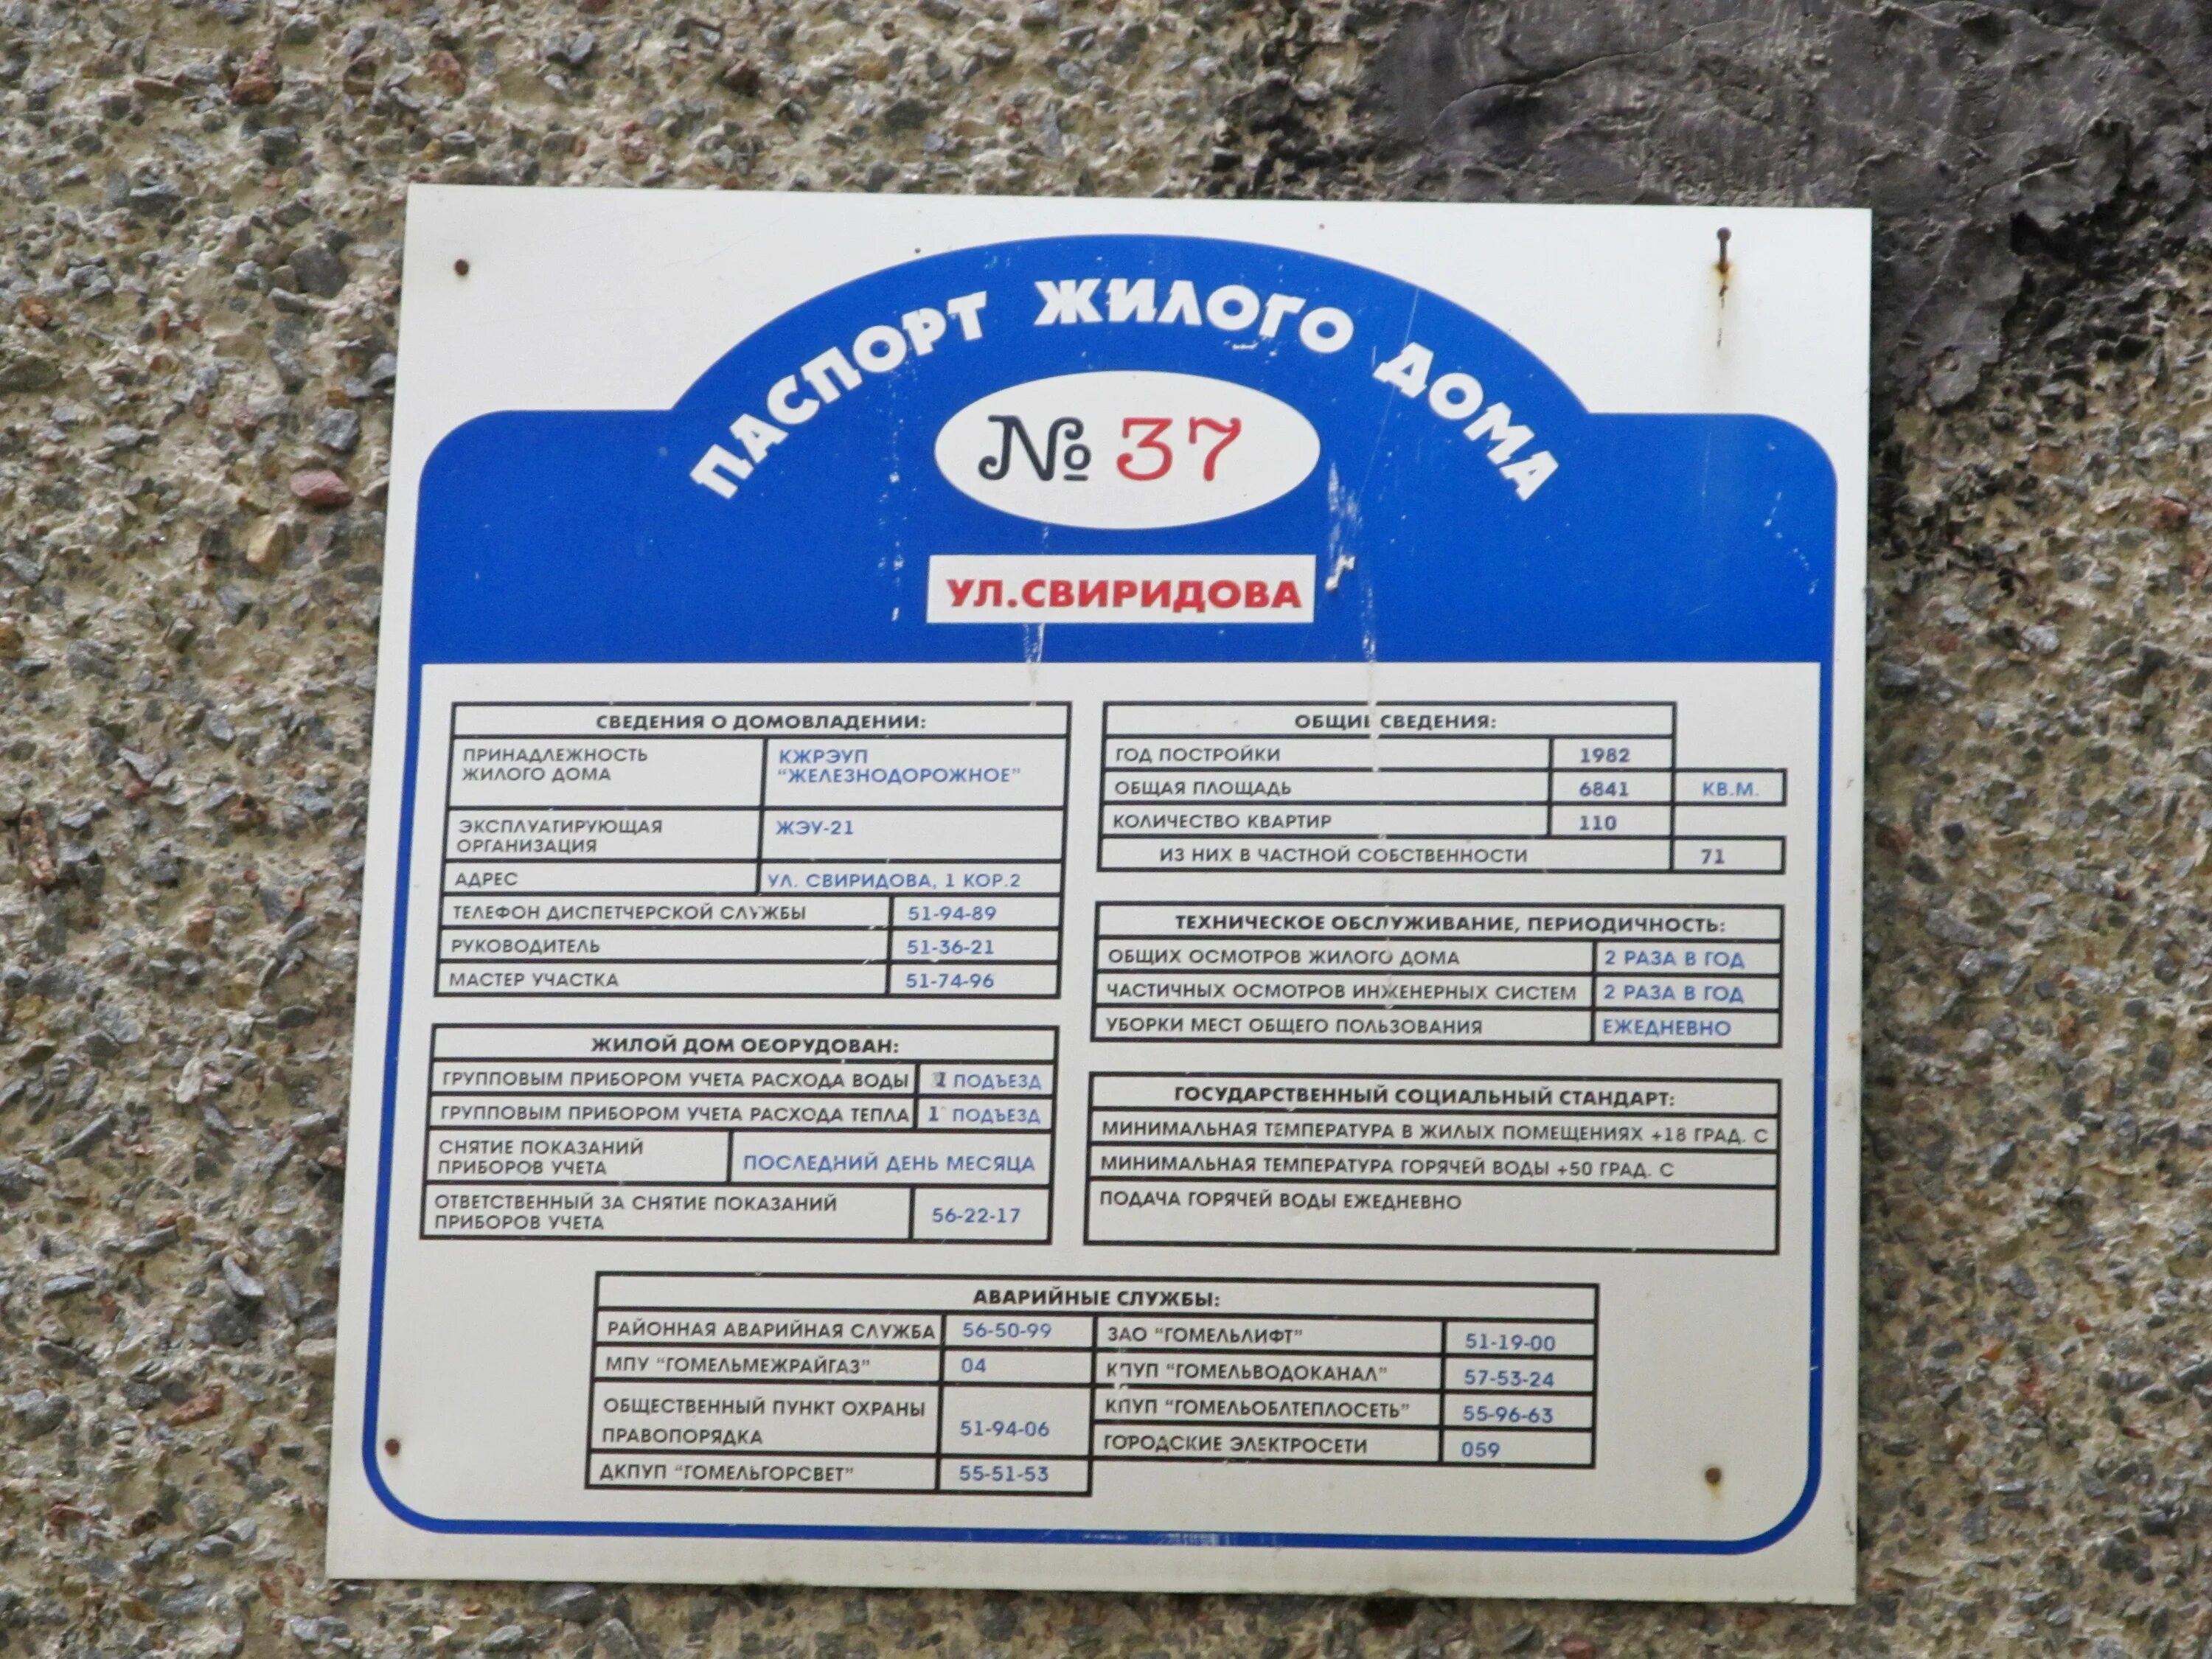 ПАСПОРТ ЖИЛОГО ДОМА
№ 37
УЛ.СВИРИДОВА
СВЕДЕНИЯ О ДОМОВЛАДЕНИИ:
ПРИНАДЛЕЖНОСТЬ
ЖИЛОГО ДОМА
КЖРЭУП
"ЖЕЛЕЗНОДОРОЖНОЕ"
ЭКСПЛУАТИРУЮЩАЯ
ОРГАНИЗАЦИЯ
ЖЭУ-21
АДРЕС УЛ. СВИРИДОВА, 1 КОР.2
ТЕЛЕФОН ДИСПЕТЧЕРСКОЙ СЛУЖБЫ 51-94-89
РУКОВОДИТЕЛЬ 51-36-21
МАСТЕР УЧАСТКА 51-74-96
ЖИЛОЙ ДОМ ОБОРУДОВАН:
ГРУППОВЫМ ПРИБОРОМ УЧЕТА РАСХОДА ВОДЫ 1 ПОДЪЕЗД
ГРУППОВЫМ ПРИБОРОМ УЧЕТА РАСХОДА ТЕПЛА 1 ПОДЪЕЗД
СНЯТИЕ ПОКАЗАНИЙ
ПРИБОРОВ УЧЕТА
ПОСЛЕДНИЙ ДЕНЬ МЕСЯЦА
ОТВЕТСТВЕННЫЙ ЗА СНЯТИЕ ПОКАЗАНИЙ
ПРИБОРОВ УЧЕТА
56-22-17
ОБЩИЕ СВЕДЕНИЯ:
ГОД ПОСТРОЙКИ 1982
ОБЩАЯ ПЛОЩАДЬ 6841 КВ.М.
КОЛИЧЕСТВО КВАРТИР 110
ИЗ НИХ В ЧАСТНОЙ СОБСТВЕННОСТИ 71
ТЕХНИЧЕСКОЕ ОБСЛУЖИВАНИЕ, ПЕРИОДИЧНОСТЬ:
ОБЩИХ ОСМОТРОВ ЖИЛОГО ДОМА 2 РАЗА В ГОД
ЧАСТИЧНЫХ ОСМОТРОВ ИНЖЕНЕРНЫХ СИСТЕМ 2 РАЗА В ГОД
УБОРКИ МЕСТ ОБЩЕГО ПОЛЬЗОВАНИЯ ЕЖЕДНЕВНО
ГОСУДАРСТВЕННЫЙ СОЦИАЛЬНЫЙ СТАНДАРТ:
МИНИМАЛЬНАЯ ТЕМПЕРАТУРА В ЖИЛЫХ ПОМЕЩЕНИЯХ +18 ГРАД. С
МИНИМАЛЬНАЯ ТЕМПЕРАТУРА ГОРЯЧЕЙ ВОДЫ +50 ГРАД. С
ПОДАЧА ГОРЯЧЕЙ ВОДЫ ЕЖЕДНЕВНО
АВАРИЙНЫЕ СЛУЖБЫ:
РАЙОННАЯ АВАРИЙНАЯ СЛУЖБА 56-50-99
МПУ "ГОМЕЛЬМЕЖРАЙГАЗ" 04
ОБЩЕСТВЕННЫЙ ПУНКТ ОХРАНЫ
ПРАВОПОРЯДКА
51-94-06
ДКПУП "ГОМЕЛЬГОРСВЕТ" 55-51-53
ЗАО "ГОМЕЛЬЛИФТ" 51-19-00
КПУП "ГОМЕЛЬВОДОКАНАЛ" 57-53-24
КПУП "ГОМЕЛЬОБЛТЕПЛОСЕТЬ" 55-96-63
ГОРОДСКИЕ ЭЛЕКТРОСЕТИ 059